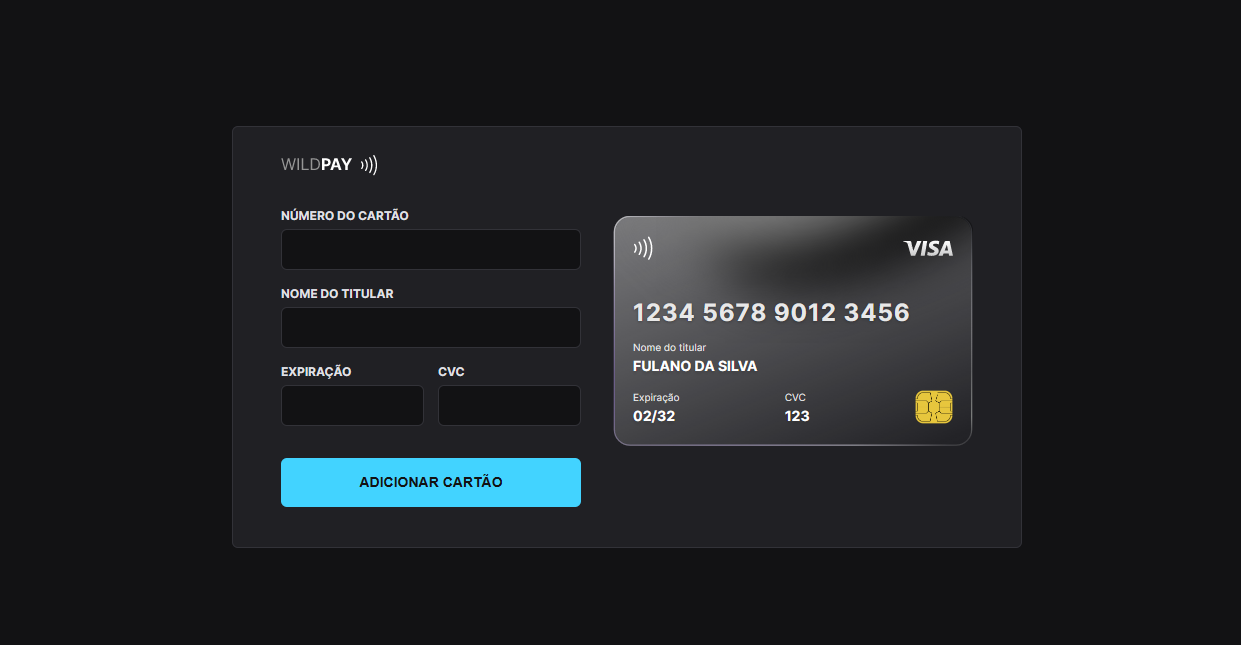 WILDPAY
NÚMERO DO CARTÃO
NOME DO TITULAR
EXPIRAÇÃO CVC
ADICIONAR CARTÃO
VISA
1234 5678 9012 3456
Nome do titular
FULANO DA SILVA
Expiração CVC
02/32 123